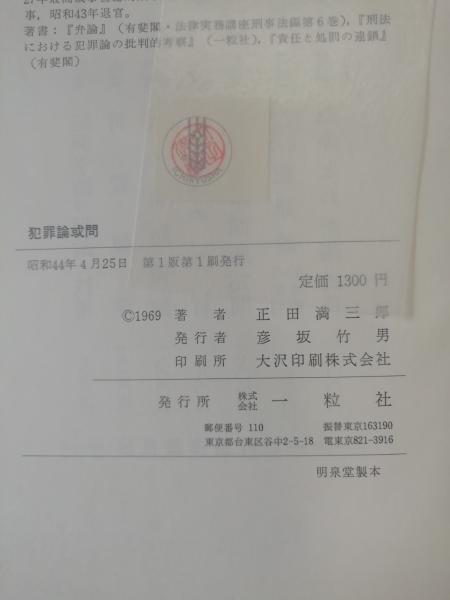 事，昭和43年退官。
著書：『弁論』（有斐閣・法律実務講座刑事法編第6巻），『刑法
における犯罪論の批判的考察』（一粒社），『責任と処罰の連鎖』
（有斐閣）
ICHIRYUSHA
犯罪論或問
昭和44年4月25日　第1版第1刷発行
定価 1300円
©1969 著者　正田満三郎
発行者　彦坂竹男
印刷所　大沢印刷株式会社
発行所　株式会社 一粒社
郵便番号 110　振替東京163190
東京都台東区谷中2-5-18　電東京821-3916
明泉堂製本